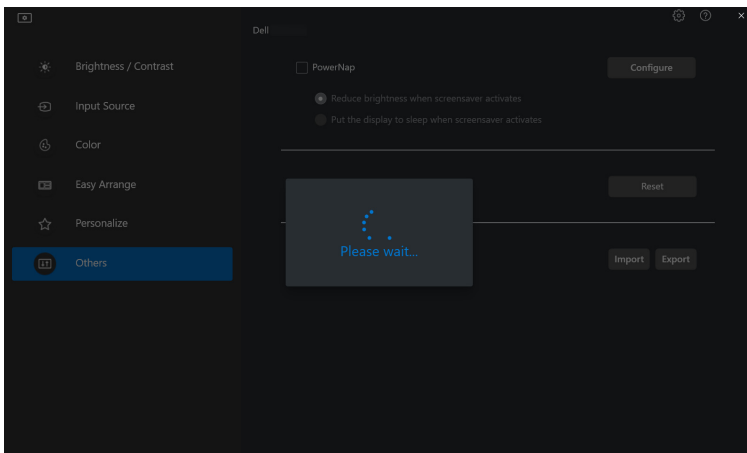 Dell
Brightness / Contrast
Input Source
Color
Easy Arrange
Personalize
Others
PowerNap
Configure
Reduce brightness when screensaver activates
Put the display to sleep when screensaver activates
Reset
Please wait...
Import Export